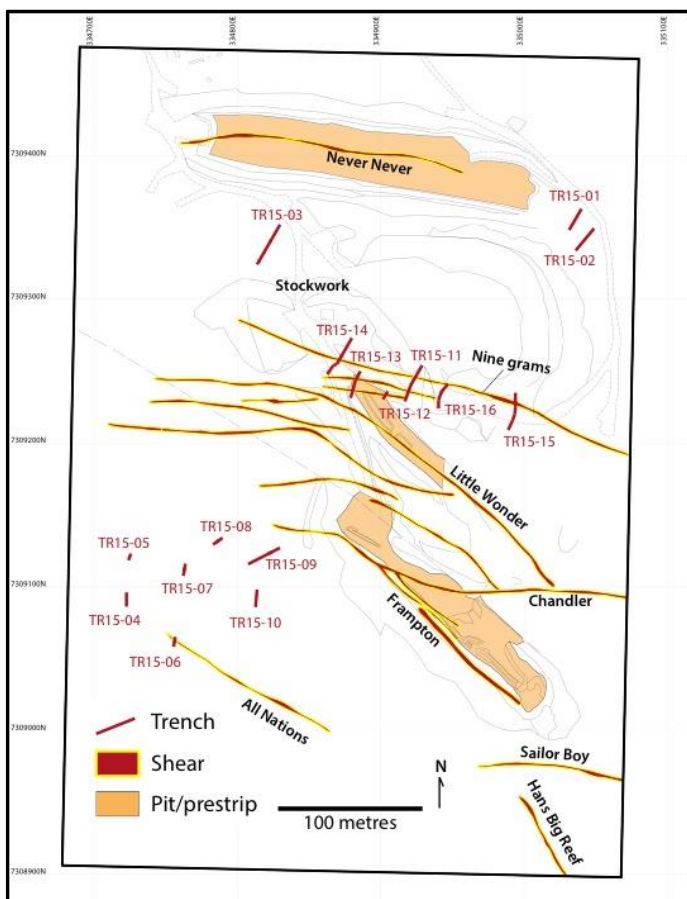 334700E
334800E
334900E
335000E
335100E
7309400N
Never Never
TR15-01
TR15-03
TR15-02
7309300N
Stockwork
TR15-14
TR15-13
TR15-11
Nine grams
TR15-12
TR15-16
TR15-15
7309200N
Little Wonder
TR15-08
TR15-05
TR15-09
TR15-07
7309100N
Chandler
TR15-04
TR15-10
Frampton
TR15-06
All Nations
7309000N
Trench
Sailor Boy
Shear
N
Hans Big Reef
Pit/prestrip
100 metres
7308900N